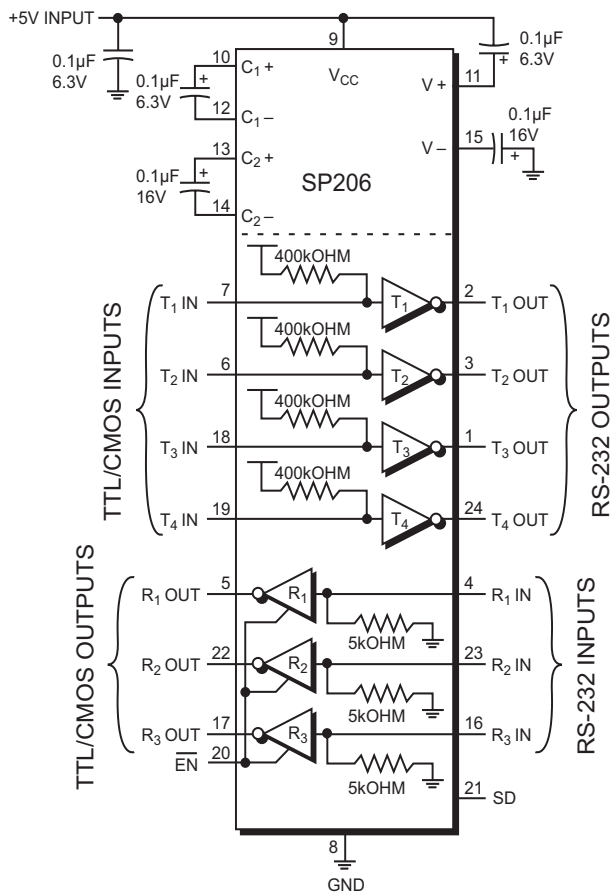 +5V INPUT
9
VCC
0.1µF
6.3V
0.1µF
6.3V
10
C1+
12
C1–
0.1µF
16V
13
C2+
14
C2–
0.1µF
6.3V
11
V+
15
V–
0.1µF
16V
SP206
TTL/CMOS INPUTS
RS-232 OUTPUTS
400kOHM
T1 IN
7
T1
2
T1 OUT
400kOHM
T2 IN
6
T2
3
T2 OUT
400kOHM
T3 IN
18
T3
1
T3 OUT
400kOHM
T4 IN
19
T4
24
T4 OUT
TTL/CMOS OUTPUTS
RS-232 INPUTS
R1 OUT
5
R1
4
R1 IN
5kOHM
R2 OUT
22
R2
23
R2 IN
5kOHM
R3 OUT
17
R3
16
R3 IN
5kOHM
EN
20
21
SD
8
GND